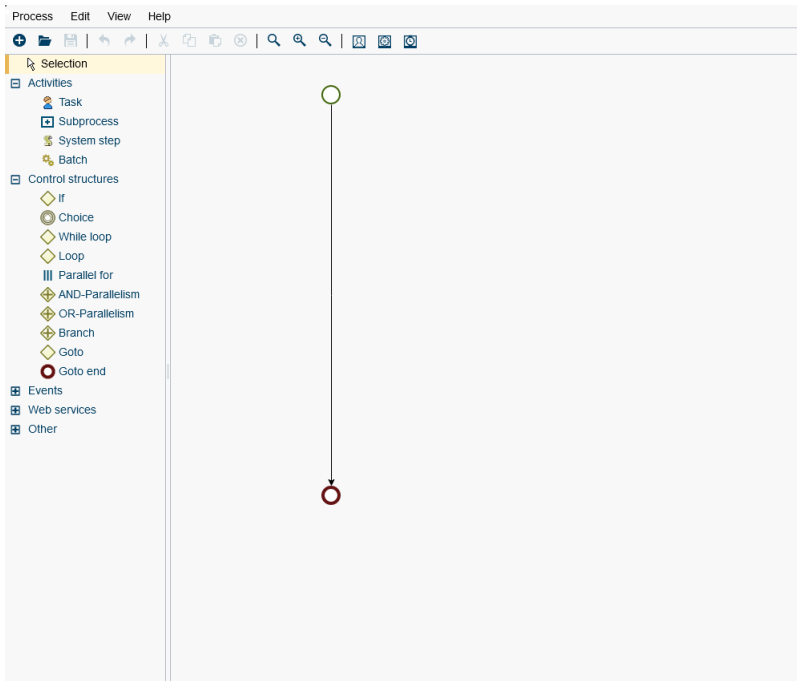 Process Edit View Help
Selection
Activities
Task
Subprocess
System step
Batch
Control structures
If
Choice
While loop
Loop
Parallel for
AND-Parallelism
OR-Parallelism
Branch
Goto
Goto end
Events
Web services
Other